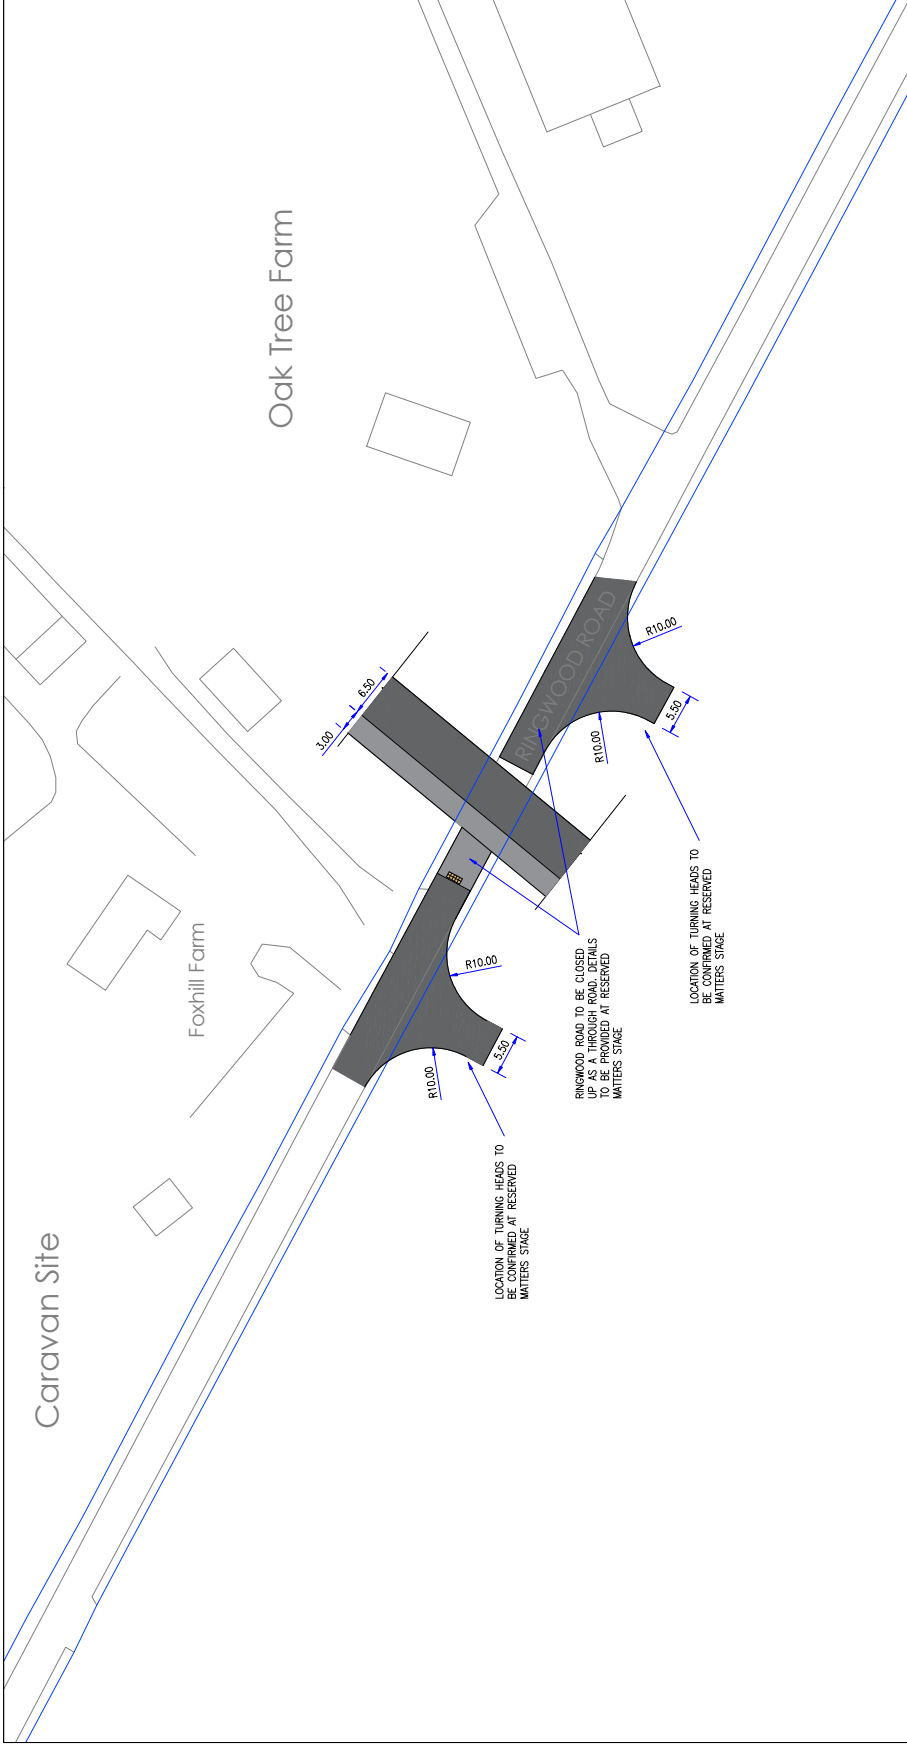 Caravan Site
Foxhill Farm
Oak Tree Farm
3.00
6.50
RINGWOOD ROAD
R10.00
R10.00
5.50
R10.00
R10.00
5.50
LOCATION OF TURNING HEADS TO
BE CONFIRMED AT RESERVED
MATTERS STAGE
RINGWOOD ROAD TO BE CLOSED
UP AS A THROUGH ROAD. DETAILS
TO BE PROVIDED AT RESERVED
MATTERS STAGE
LOCATION OF TURNING HEADS TO
BE CONFIRMED AT RESERVED
MATTERS STAGE